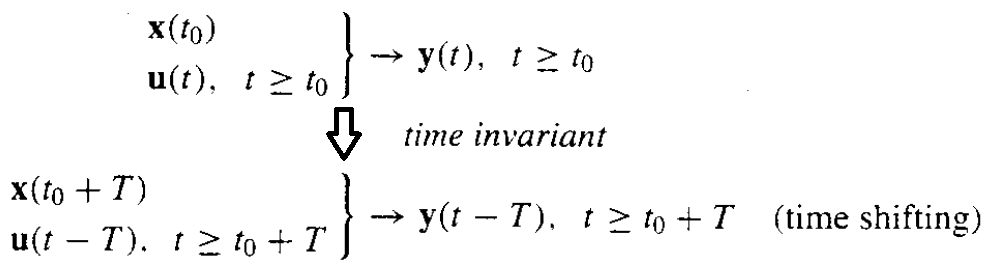 x(t₀)
u(t), t ≥ t₀ } → y(t), t ≥ t₀
⇓ time invariant
x(t₀ + T)
u(t − T). t ≥ t₀ + T } → y(t − T). t ≥ t₀ + T (time shifting)